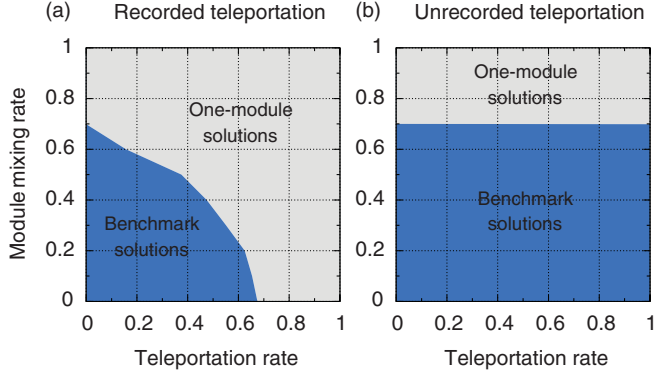 (a) Recorded teleportation
(b) Unrecorded teleportation
Module mixing rate
1
0.8
0.6
0.4
0.2
0
One-module
solutions
Benchmark
solutions
0 0.2 0.4 0.6 0.8 1
Teleportation rate
1
0.8
0.6
0.4
0.2
0
One-module
solutions
Benchmark
solutions
0 0.2 0.4 0.6 0.8 1
Teleportation rate